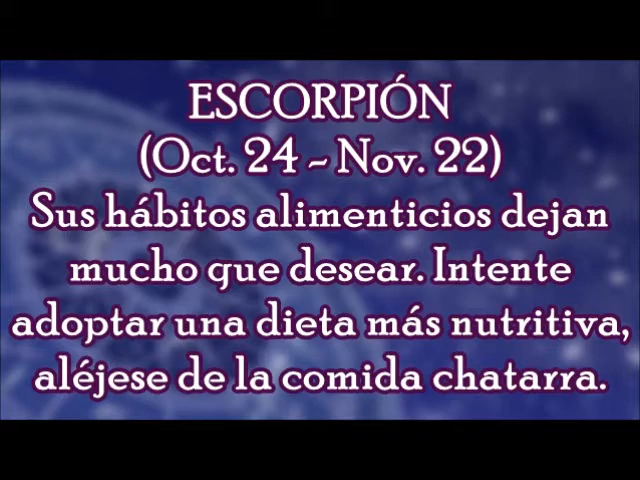 ESCORPIÓN
(Oct. 24 - Nov. 22)
Sus hábitos alimenticios dejan
mucho que desear. Intente
adoptar una dieta más nutritiva,
aléjese de la comida chatarra.